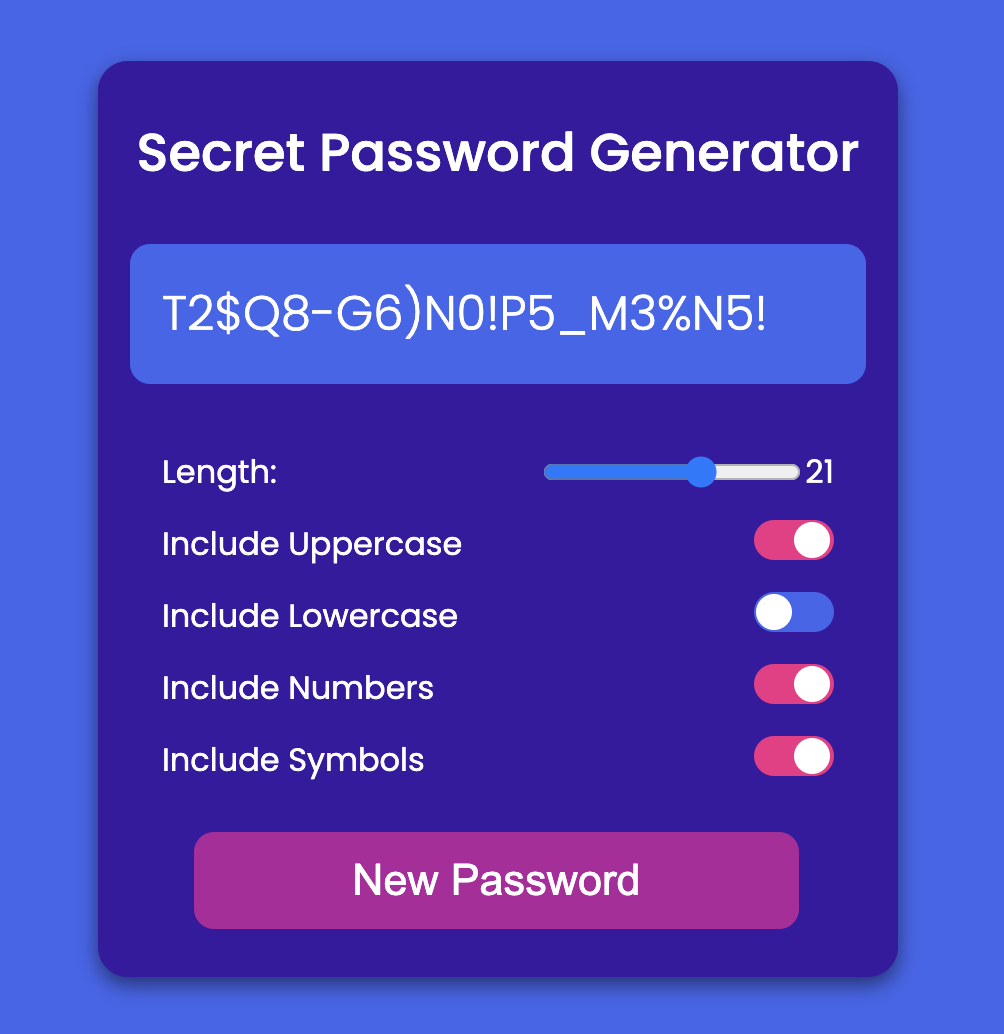 Secret Password Generator
T2$Q8-G6)N0!P5_M3%N5!
Length: 21
Include Uppercase
Include Lowercase
Include Numbers
Include Symbols
New Password